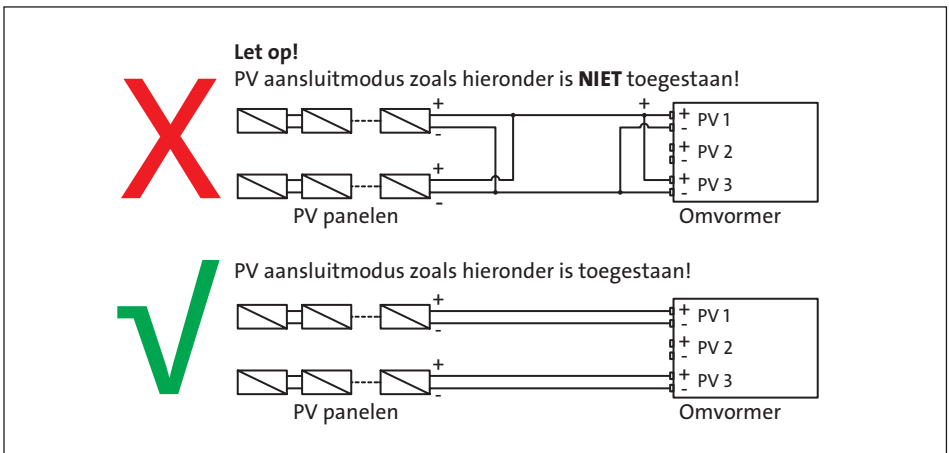 Let op!
PV aansluitmodus zoals hieronder is NIET toegestaan!
X
+ +
+ PV 1
-
-
+ PV 2
-
+
+ PV 3
-
-
PV panelen Omvormer
√
PV aansluitmodus zoals hieronder is toegestaan!
+
+ PV 1
-
-
+ PV 2
-
+
+ PV 3
-
-
PV panelen Omvormer